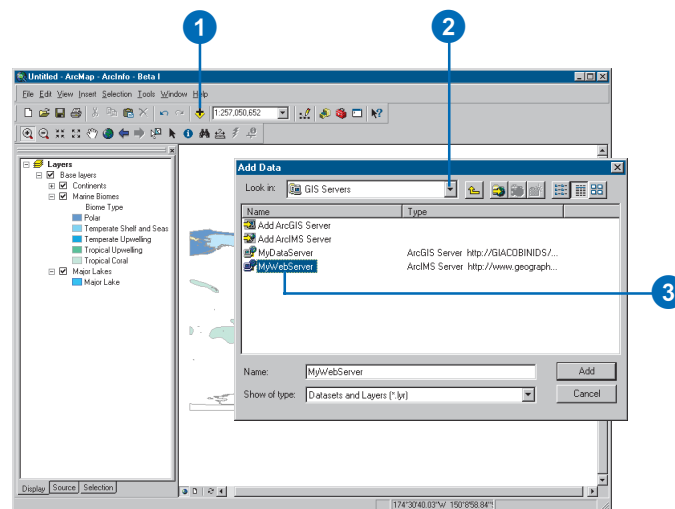 1
2
Untitled - ArcMap - ArcInfo - Beta I
File Edit View Insert Selection Tools Window Help
1:257,050,652
Layers
Base layers
Continents
Marine Biomes
Biome Type
Polar
Temperate Shelf and Seas
Temperate Upwelling
Tropical Upwelling
Tropical Coral
Major Lakes
Major Lake
Add Data
Look in: GIS Servers
Name Type
Add ArcGIS Server
Add ArcIMS Server
MyDataServer ArcGIS Server http://GIACOBINIDS/...
MyWebServer ArcIMS Server http://www.geograph...
3
Name: MyWebServer Add
Show of type: Datasets and Layers (*.lyr) Cancel
Display Source Selection
174°30'40.03"W 150°8'58.84"